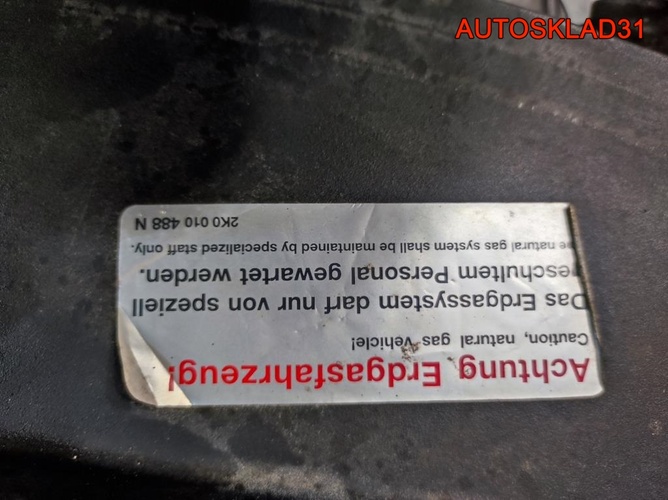 AUTOSKLAD31
Achtung, Erdgasfahrzeug!
Caution, natural gas vehicle!
Das Erdgassystem darf nur von speziell
geschultem Personal gewartet werden.
natural gas system shall be maintained by specialized staff only.
2K0 010 488 N